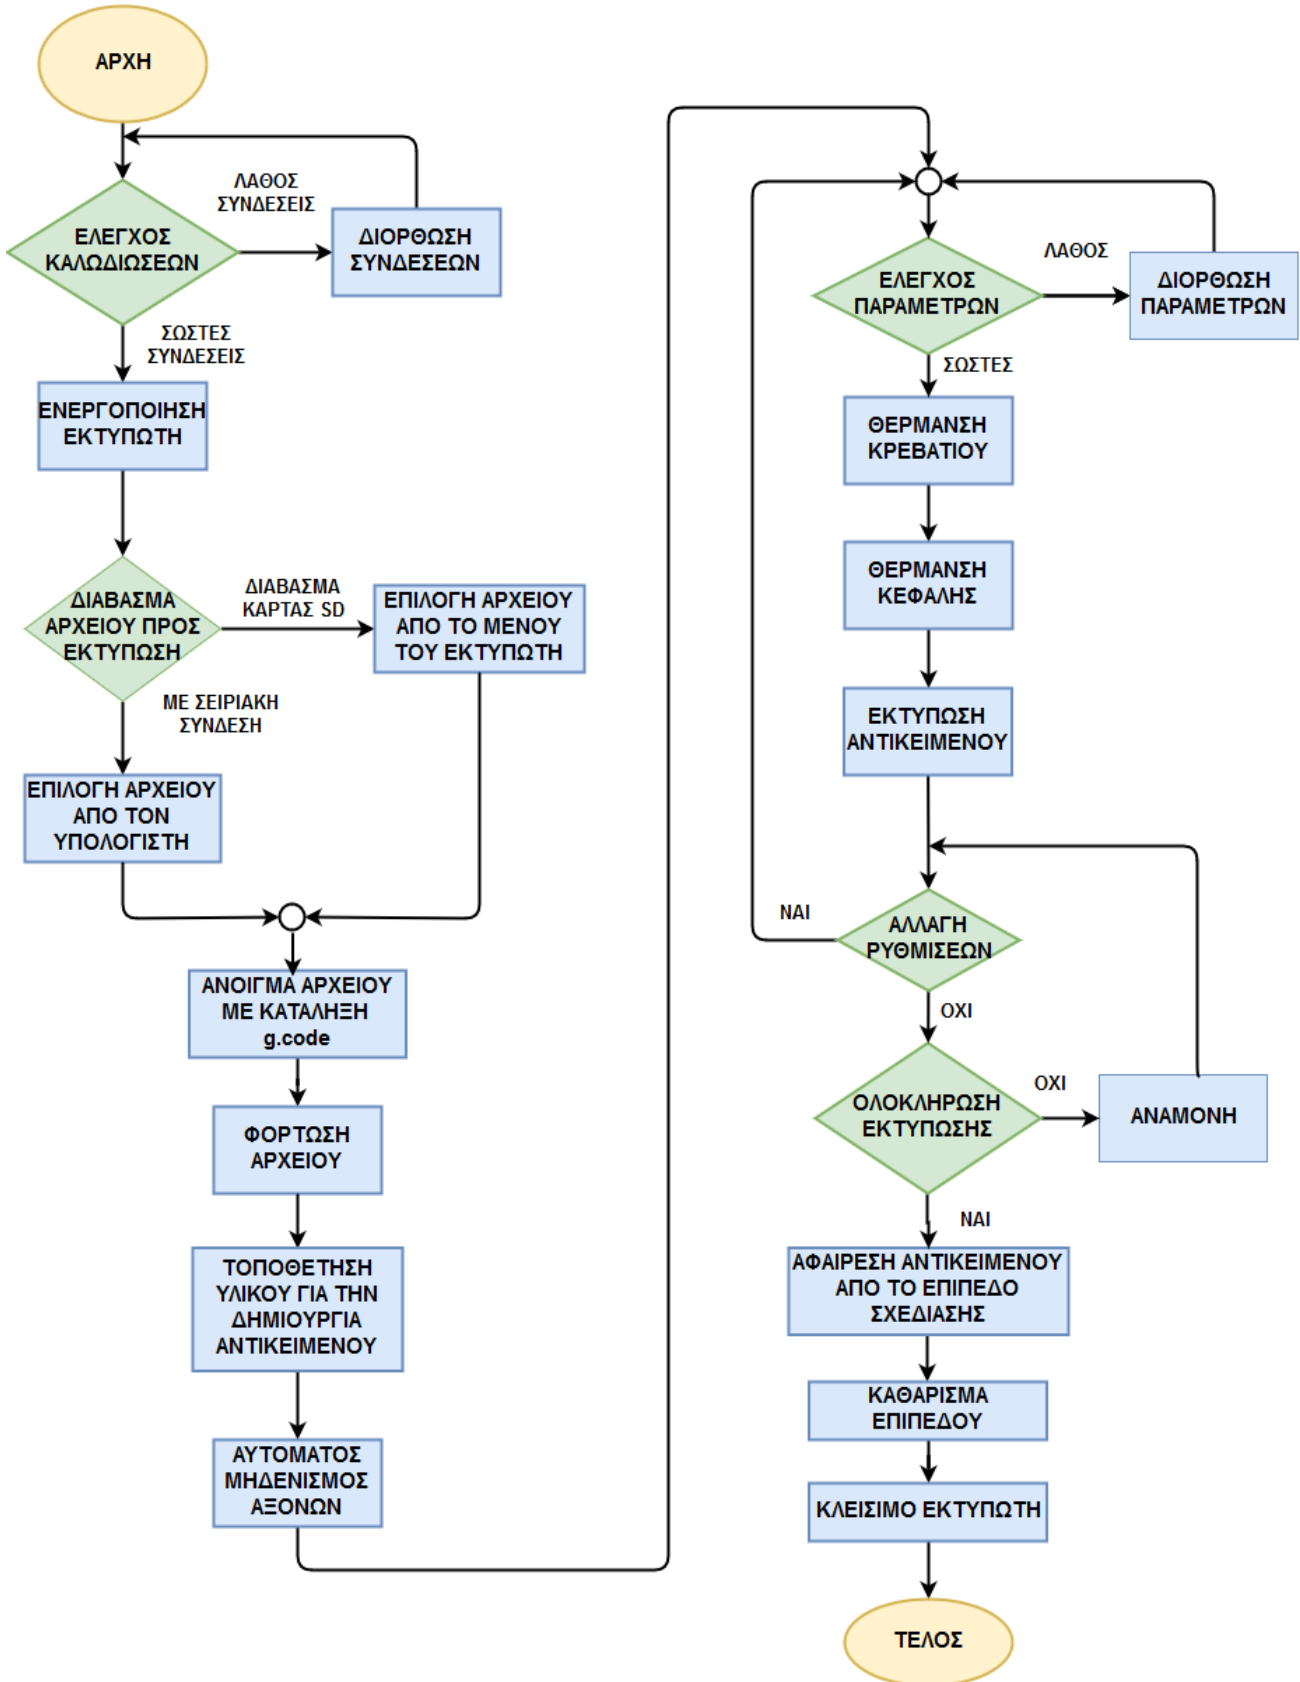 ΑΡΧΗ
ΛΑΘΟΣ
ΣΥΝΔΕΣΕΙΣ
ΕΛΕΓΧΟΣ
ΚΑΛΩΔΙΩΣΕΩΝ
ΔΙΟΡΘΩΣΗ
ΣΥΝΔΕΣΕΩΝ
ΣΩΣΤΕΣ
ΣΥΝΔΕΣΕΙΣ
ΕΝΕΡΓΟΠΟΙΗΣΗ
ΕΚΤΥΠΩΤΗ
ΔΙΑΒΑΣΜΑ
ΑΡΧΕΙΟΥ ΠΡΟΣ
ΕΚΤΥΠΩΣΗ
ΔΙΑΒΑΣΜΑ
ΚΑΡΤΑΣ SD
ΕΠΙΛΟΓΗ ΑΡΧΕΙΟΥ
ΑΠΟ ΤΟ ΜΕΝΟΥ
ΤΟΥ ΕΚΤΥΠΩΤΗ
ΜΕ ΣΕΙΡΙΑΚΗ
ΣΥΝΔΕΣΗ
ΕΠΙΛΟΓΗ ΑΡΧΕΙΟΥ
ΑΠΟ ΤΟΝ
ΥΠΟΛΟΓΙΣΤΗ
ΑΝΟΙΓΜΑ ΑΡΧΕΙΟΥ
ΜΕ ΚΑΤΑΛΗΞΗ
g.code
ΦΟΡΤΩΣΗ
ΑΡΧΕΙΟΥ
ΤΟΠΟΘΕΤΗΣΗ
ΥΛΙΚΟΥ ΓΙΑ ΤΗΝ
ΔΗΜΙΟΥΡΓΙΑ
ΑΝΤΙΚΕΙΜΕΝΟΥ
ΑΥΤΟΜΑΤΟΣ
ΜΗΔΕΝΙΣΜΟΣ
ΑΞΟΝΩΝ
ΕΛΕΓΧΟΣ
ΠΑΡΑΜΕΤΡΩΝ
ΛΑΘΟΣ
ΔΙΟΡΘΩΣΗ
ΠΑΡΑΜΕΤΡΩΝ
ΣΩΣΤΕΣ
ΘΕΡΜΑΝΣΗ
ΚΡΕΒΑΤΙΟΥ
ΘΕΡΜΑΝΣΗ
ΚΕΦΑΛΗΣ
ΕΚΤΥΠΩΣΗ
ΑΝΤΙΚΕΙΜΕΝΟΥ
ΝΑΙ
ΑΛΛΑΓΗ
ΡΥΘΜΙΣΕΩΝ
ΟΧΙ
ΟΛΟΚΛΗΡΩΣΗ
ΕΚΤΥΠΩΣΗΣ
ΟΧΙ
ΑΝΑΜΟΝΗ
ΝΑΙ
ΑΦΑΙΡΕΣΗ ΑΝΤΙΚΕΙΜΕΝΟΥ
ΑΠΟ ΤΟ ΕΠΙΠΕΔΟ
ΣΧΕΔΙΑΣΗΣ
ΚΑΘΑΡΙΣΜΑ
ΕΠΙΠΕΔΟΥ
ΚΛΕΙΣΙΜΟ ΕΚΤΥΠΩΤΗ
ΤΕΛΟΣ